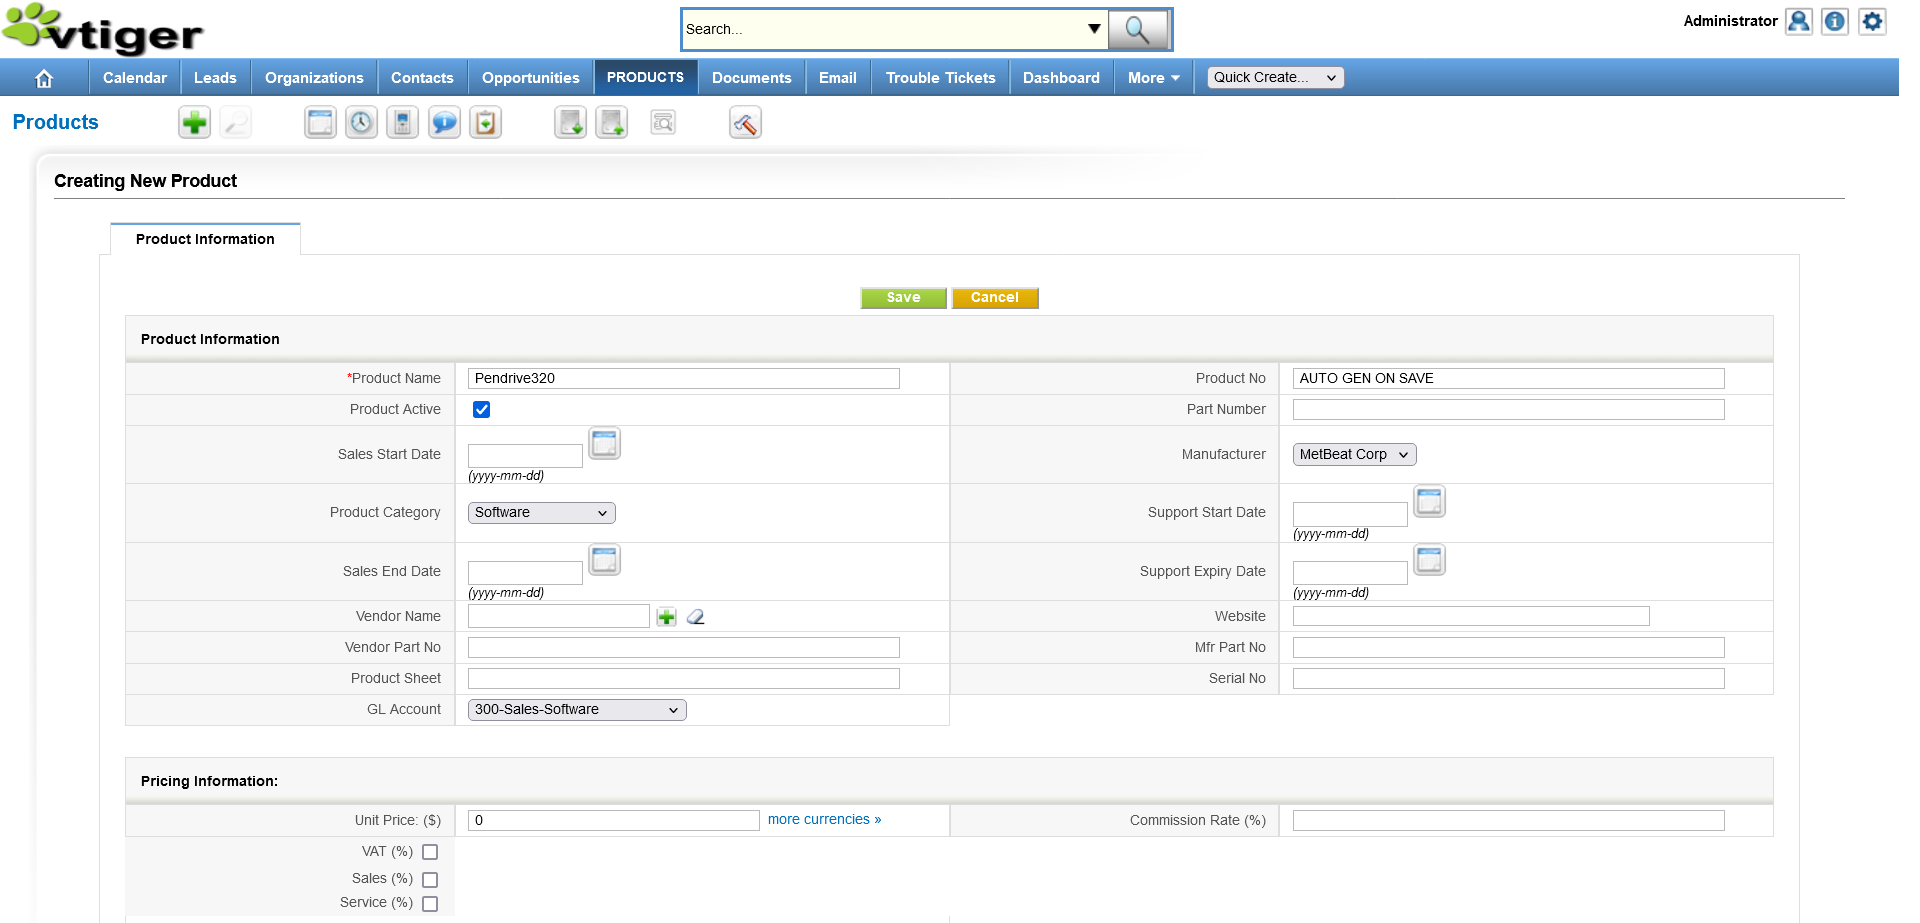 vtiger
Search...
Administrator
Calendar Leads Organizations Contacts Opportunities PRODUCTS Documents Email Trouble Tickets Dashboard More Quick Create...
Products
Creating New Product
Product Information
Save Cancel
Product Information
*Product Name Pendrive320 Product No AUTO GEN ON SAVE
Product Active Part Number
Sales Start Date (yyyy-mm-dd) Manufacturer MetBeat Corp
Product Category Software Support Start Date (yyyy-mm-dd)
Sales End Date (yyyy-mm-dd) Support Expiry Date (yyyy-mm-dd)
Vendor Name Website
Vendor Part No Mfr Part No
Product Sheet Serial No
GL Account 300-Sales-Software
Pricing Information:
Unit Price: ($) 0 more currencies » Commission Rate (%)
VAT (%)
Sales (%)
Service (%)